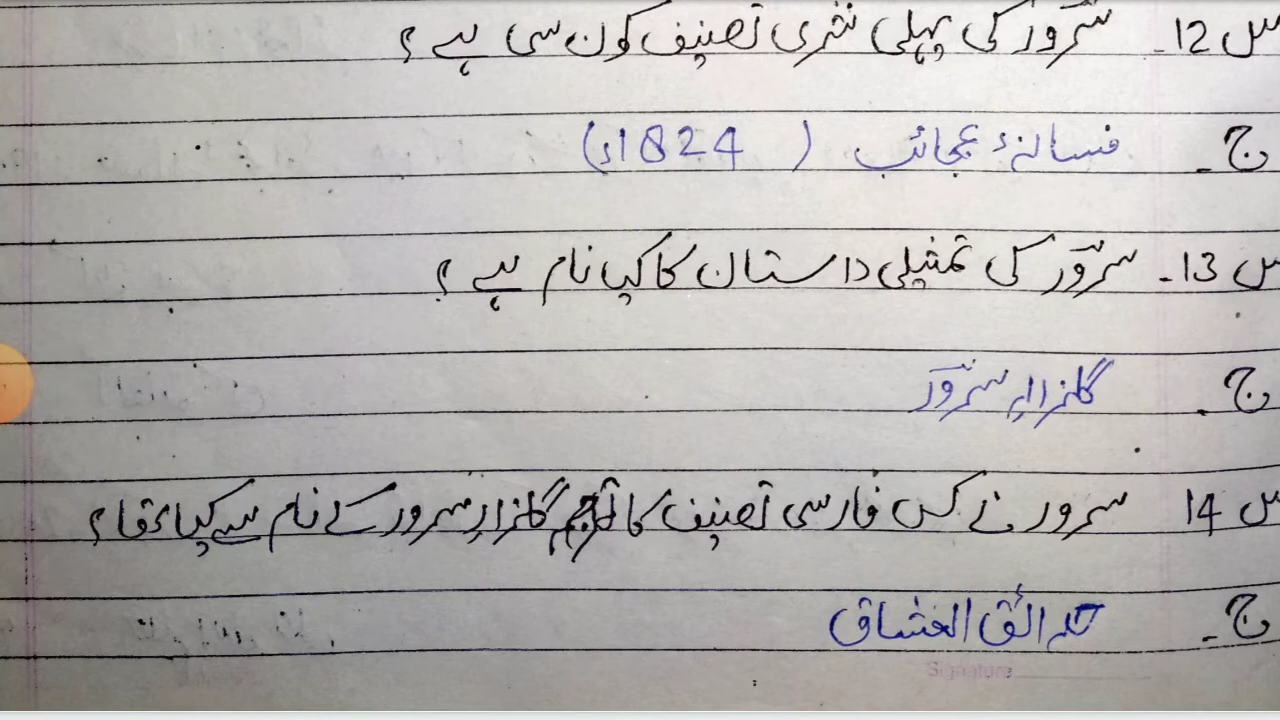 س 12۔ سرور کی پہلی نثری تصنیف کون سی ہے ؟
ج۔ فسانۂ عجائب ( 1824ء)
س 13۔ سرور کی تمثیلی داستان کا کیا نام ہے ؟
ج۔ گلزارِ سرور
س 14 سرور نے کس فارسی تصنیف کا ترجمہ گلزارِ سرور کے نام سے کیا تھا ؟
ج۔ حدائق العشاق
Signature